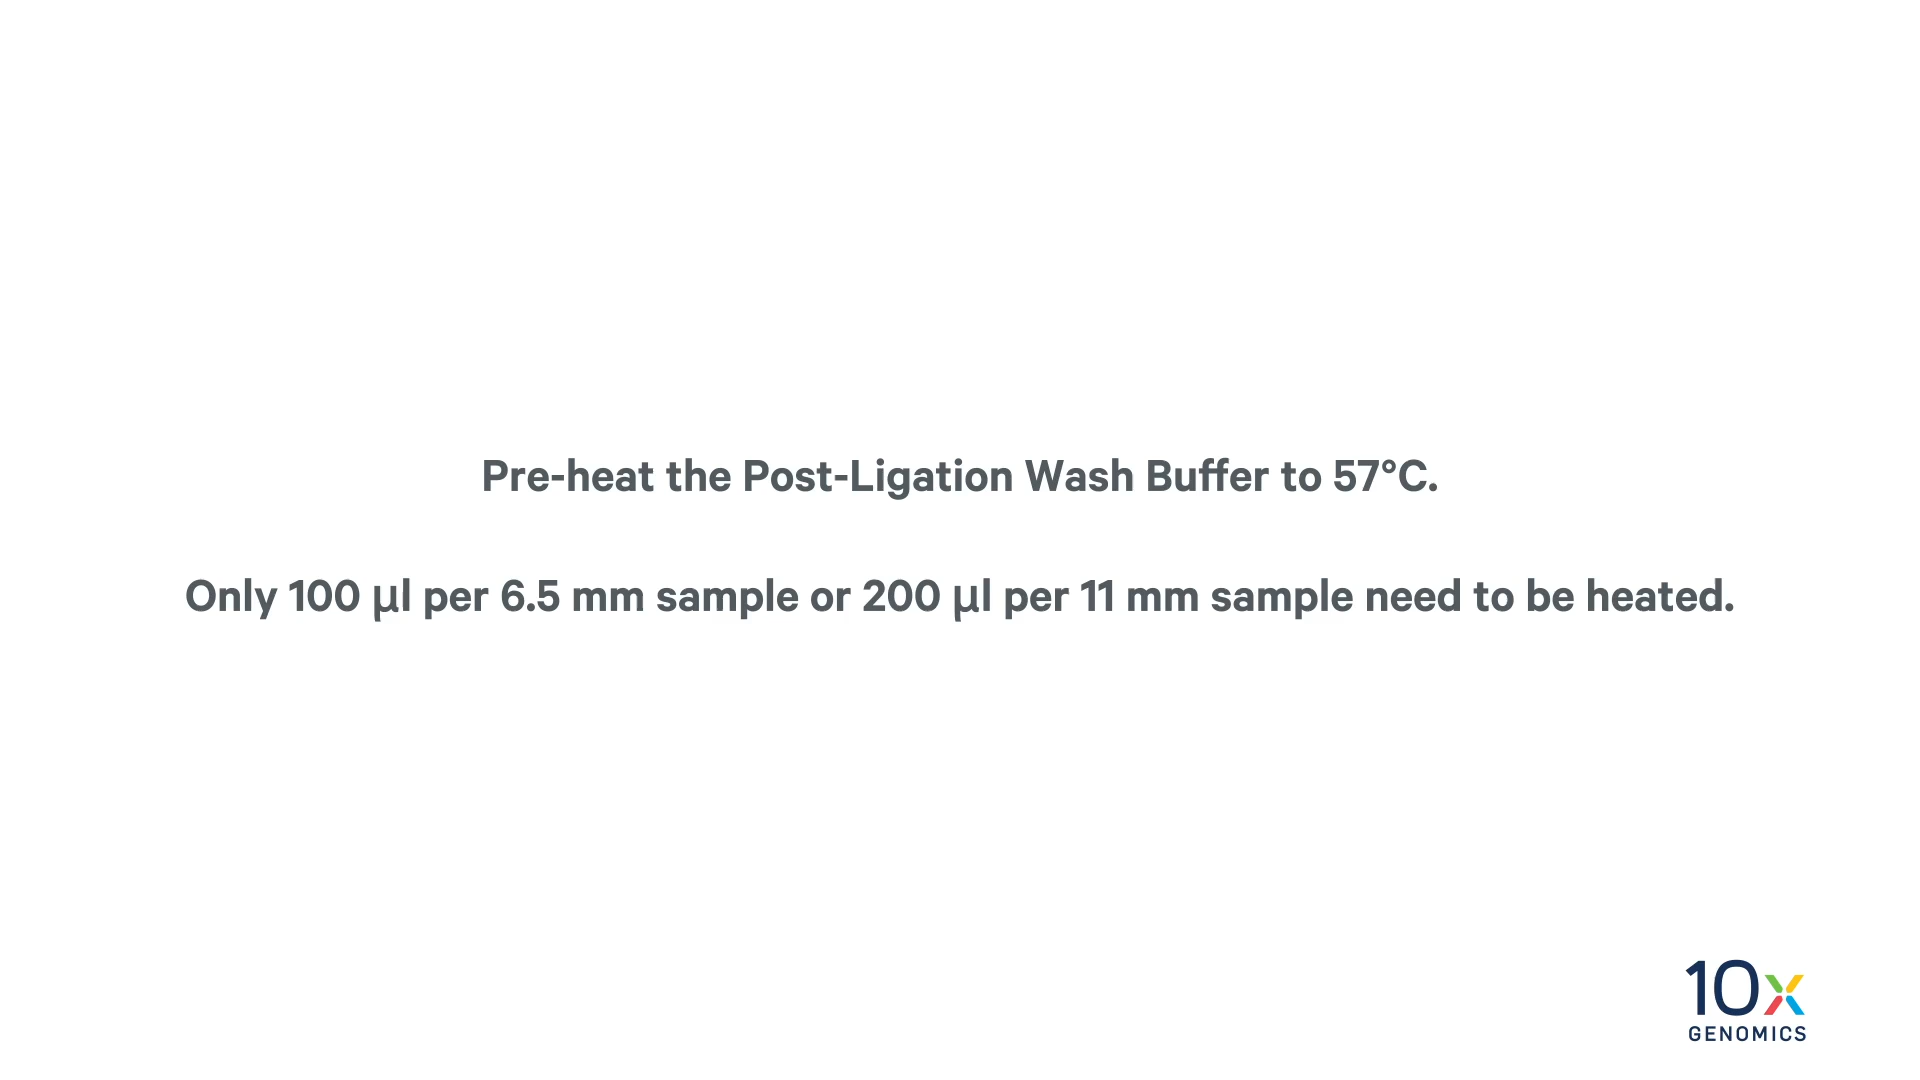 Pre-heat the Post-Ligation Wash Buffer to 57°C.
Only 100 µl per 6.5 mm sample or 200 µl per 11 mm sample need to be heated.
10x
GENOMICS